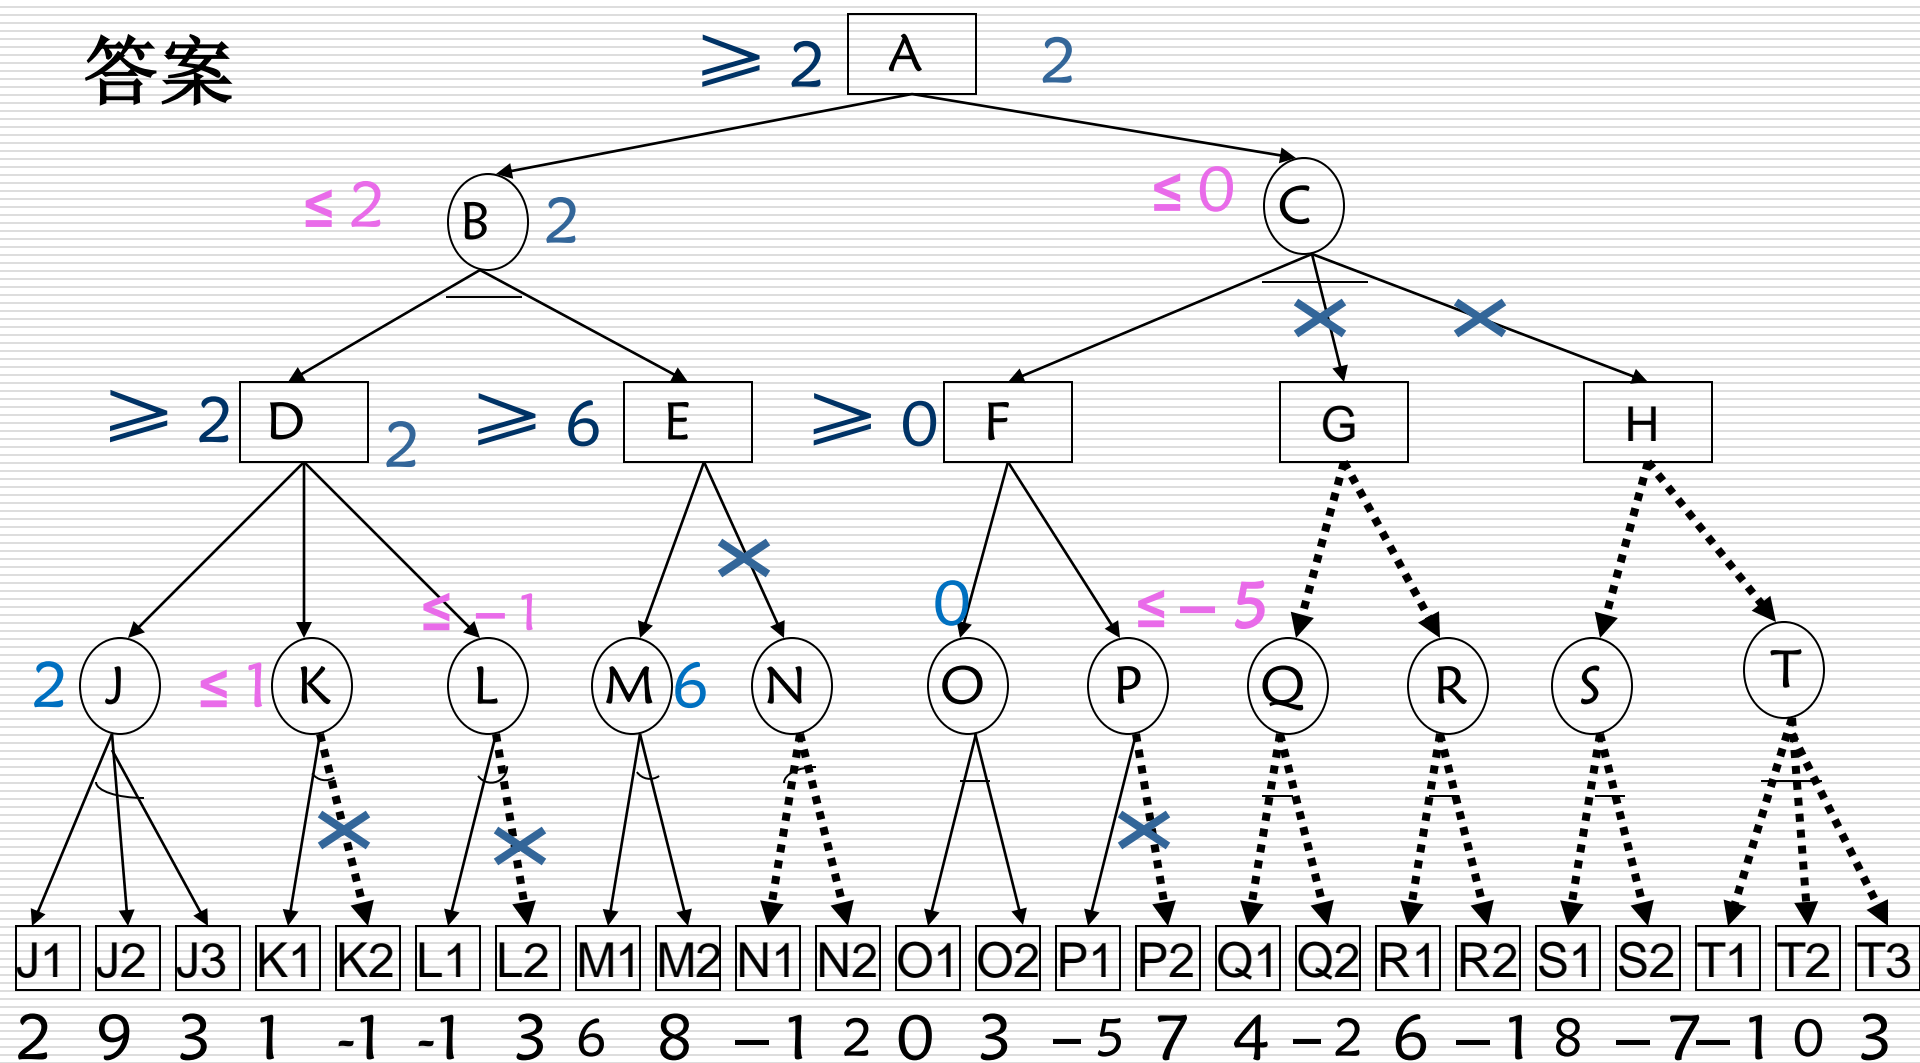 答案
≥ 2 A 2
≤ 2 B 2 ≤ 0 C
≥ 2 D 2 ≥ 6 E ≥ 0 F G H
≤ – 1 0 ≤ – 5
2 J ≤ 1 K L M 6 N O P Q R S T
J1 J2 J3 K1 K2 L1 L2 M1 M2 N1 N2 O1 O2 P1 P2 Q1 Q2 R1 R2 S1 S2 T1 T2 T3
2 9 3 1 -1 -1 3 6 8 –1 2 0 3 –5 7 4 –2 6 –1 8 –7 –1 0 3